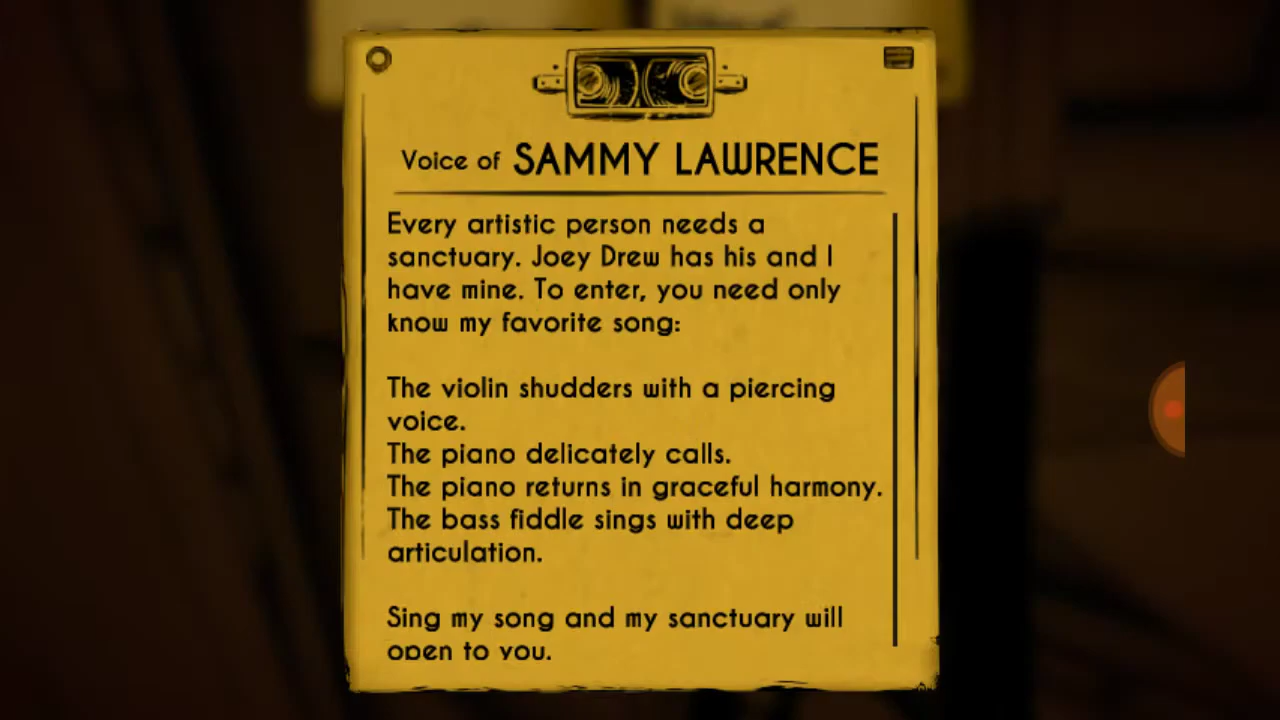 Voice of SAMMY LAWRENCE
Every artistic person needs a
sanctuary. Joey Drew has his and I
have mine. To enter, you need only
know my favorite song:
The violin shudders with a piercing
voice.
The piano delicately calls.
The piano returns in graceful harmony.
The bass fiddle sings with deep
articulation.
Sing my song and my sanctuary will
open to you.